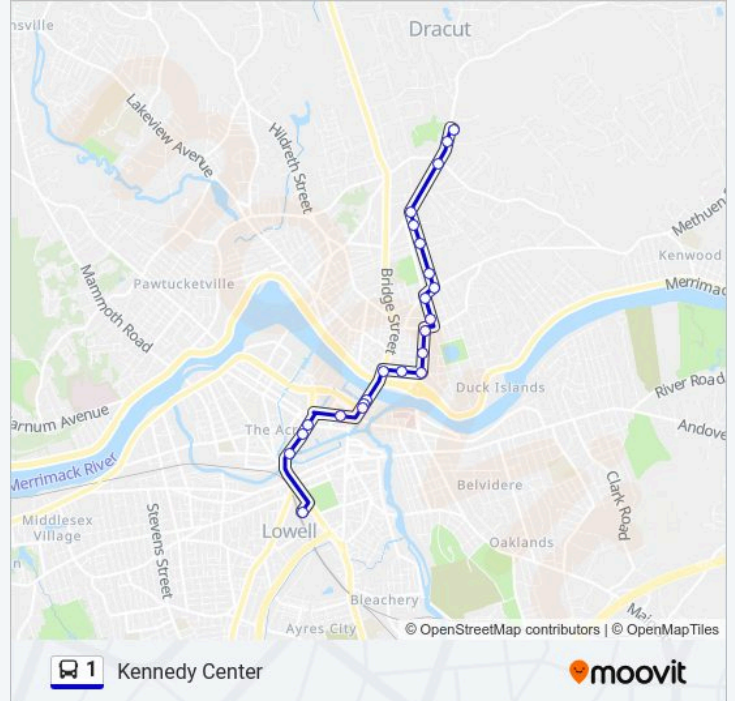 nsville
Dracut
Lakeview Avenue
Hildreth Street
Methuen
Kenwood
Merrimac
Pawtucketville
Mammoth Road
Bridge Street
Duck Islands
River Road
arnum Avenue
The Acr
Andove
Merrimack River
Belvidere
Clark Road
Middlesex
Village
Stevens Street
Lowell
Oaklands
n
Bleachery
Ayres City
Mai
© OpenStreetMap contributors | © OpenMapTiles
1 Kennedy Center
moovit